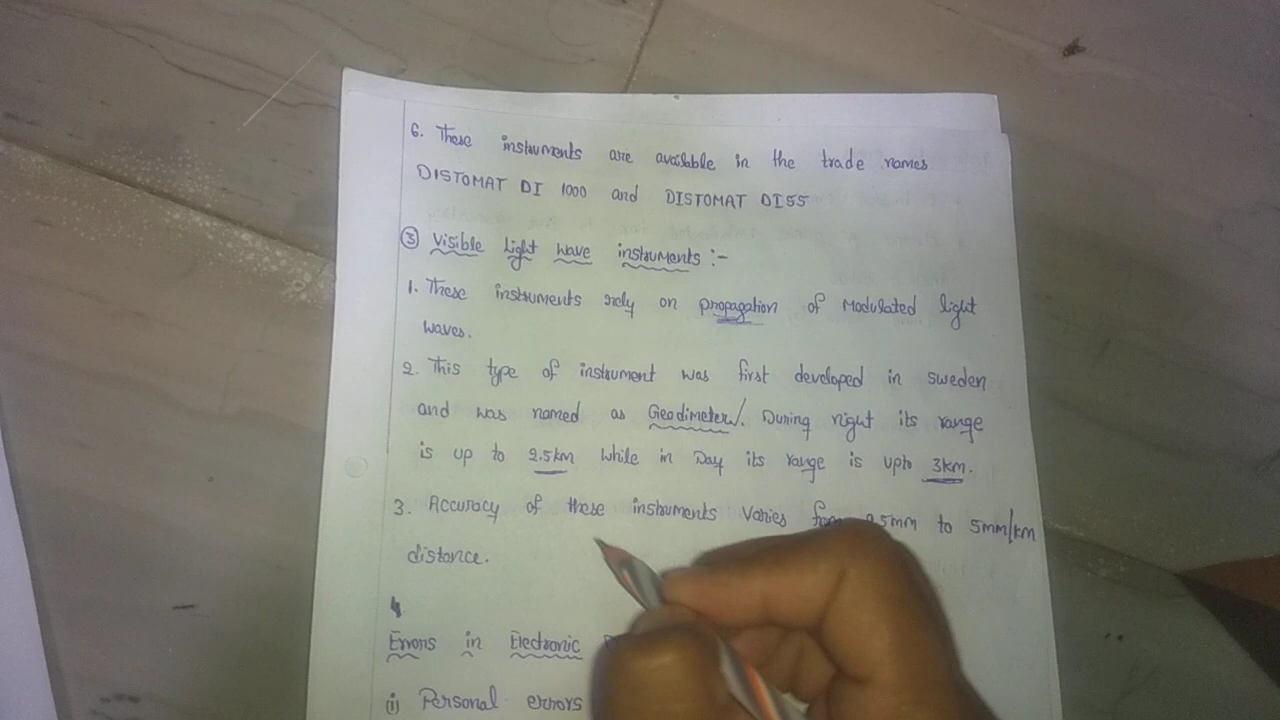 6. These instruments are available in the trade names
DISTOMAT DI 1000 and DISTOMAT DI55
③ Visible Light wave instruments :-
1. These instruments rely on propagation of Modulated light
waves.
2. This type of instrument was first developed in sweden
and was named as Geodimeter. During night its range
is up to 2.5km while in Day its range is upto 3km.
3. Accuracy of these instruments varies from 5mm to 5mm/km
distance.
Errors in Electronic
(i) Personal errors